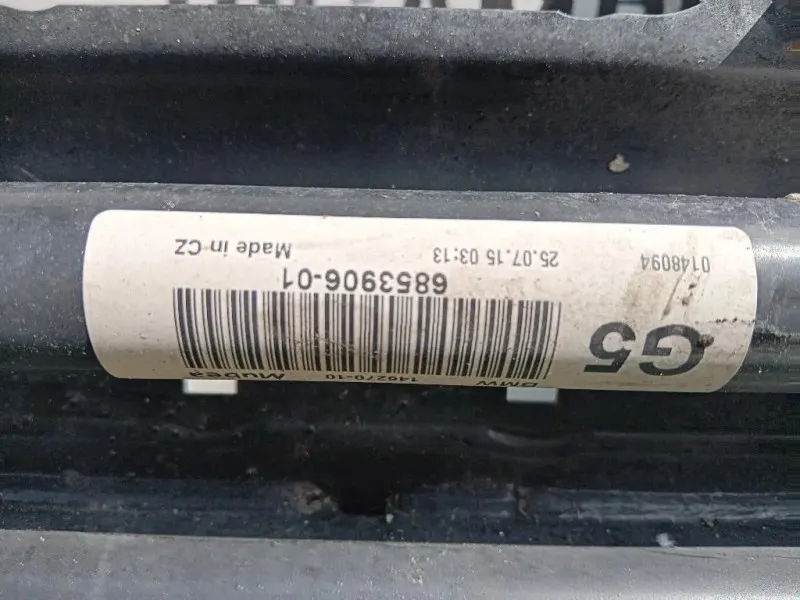 G5
BMW Mubea
6853906-01
0148094
25.07.15 03:13 Made in CZ